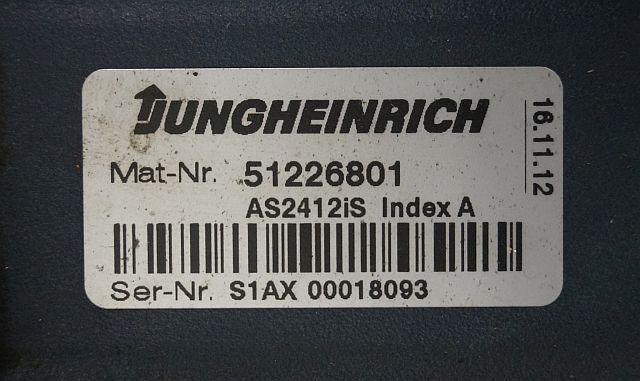 JUNGHEINRICH
16.11.12
Mat-Nr. 51226801
AS2412iS Index A
Ser-Nr. S1AX 00018093